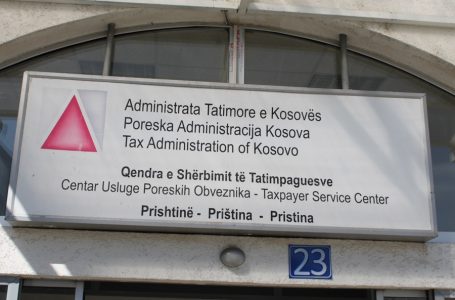 Administrata Tatimore e Kosovës
Poreska Administracija Kosova
Tax Administration of Kosovo
Qendra e Shërbimit të Tatimpaguesve
Centar Usluge Poreskih Obveznika - Taxpayer Service Center
Prishtinë - Priština - Pristina
23